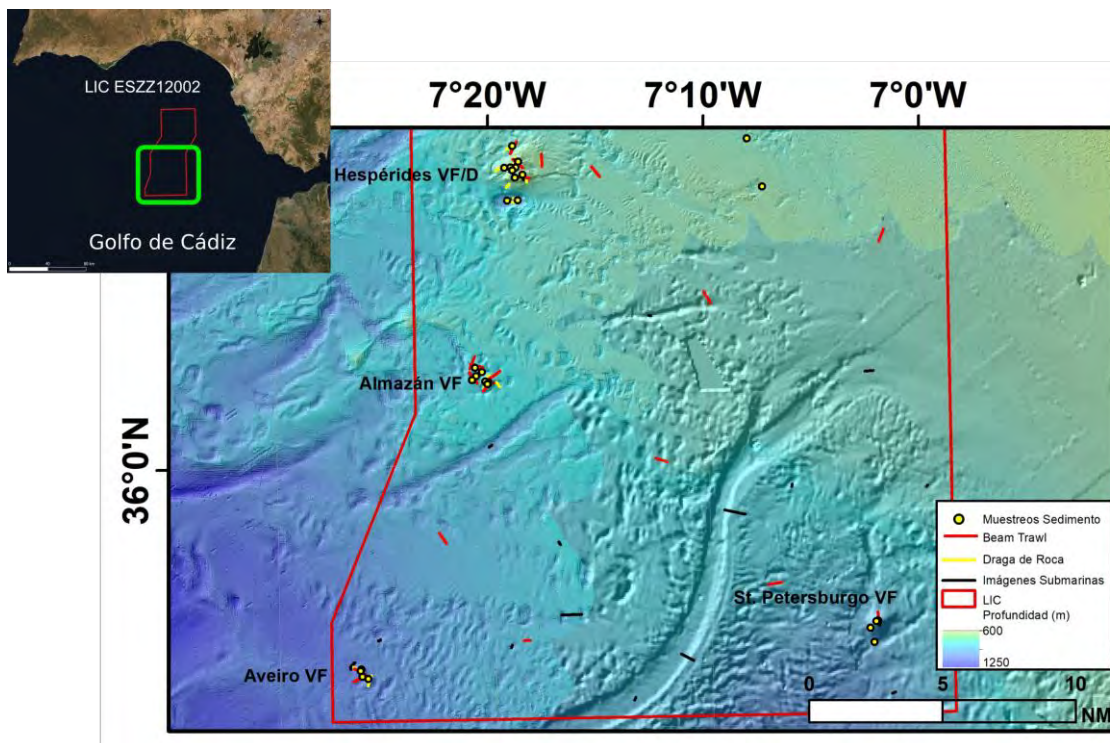 LIC ESZZ12002
Golfo de Cádiz
7°20'W
7°10'W
7°0'W
Hespérides VF/D
Almazán VF
36°0'N
St. Petersburgo VF
Aveiro VF
Muestreos Sedimento
Beam Trawl
Draga de Roca
Imágenes Submarinas
LIC
Profundidad (m)
600
1250
0
5
10
NM